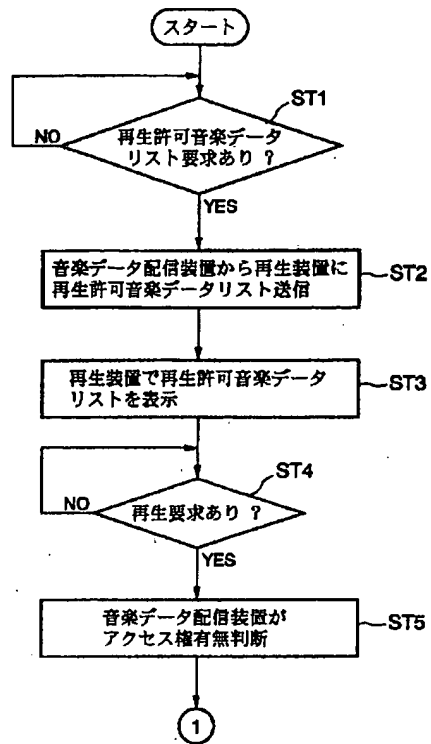 スタート
ST1
再生許可音楽データ
リスト要求あり ?
NO
YES
音楽データ配信装置から再生装置に
再生許可音楽データリスト送信
ST2
再生装置で再生許可音楽データ
リストを表示
ST3
ST4
再生要求あり ?
NO
YES
音楽データ配信装置が
アクセス権有無判断
ST5
1